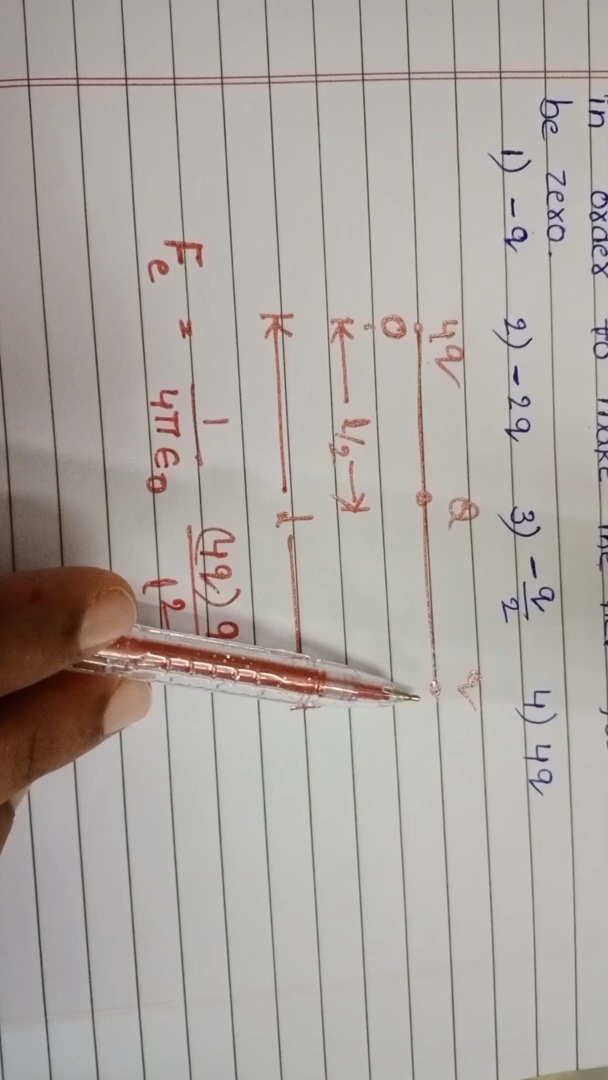 in order to make the
be zero.
1) -q 2) -2q 3) -q/2 4) 4q
4q Q q
0
l/2
l
Fe = 1/4πϵ0 (4q)q/l²